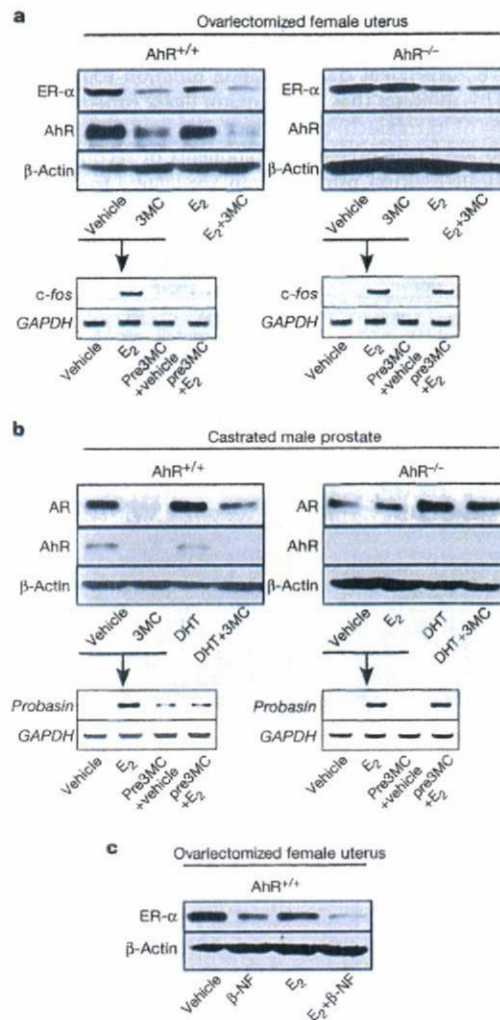 a
Ovariectomized female uterus
AhR+/+
AhR−/−
ER-α
AhR
β-Actin
Vehicle
3MC
E2
E2+3MC
ER-α
AhR
β-Actin
Vehicle
3MC
E2
E2+3MC
c-fos
GAPDH
Vehicle
E2
Pre3MC
+vehicle
pre3MC
+E2
c-fos
GAPDH
Vehicle
E2
Pre3MC
+vehicle
pre3MC
+E2
b
Castrated male prostate
AhR+/+
AhR−/−
AR
AhR
β-Actin
Vehicle
3MC
DHT
DHT+3MC
AR
AhR
β-Actin
Vehicle
E2
DHT
DHT+3MC
Probasin
GAPDH
Vehicle
E2
Pre3MC
+vehicle
pre3MC
+E2
Probasin
GAPDH
Vehicle
E2
Pre3MC
+vehicle
pre3MC
+E2
c
Ovariectomized female uterus
AhR+/+
ER-α
β-Actin
Vehicle
β-NF
E2
E2+β-NF